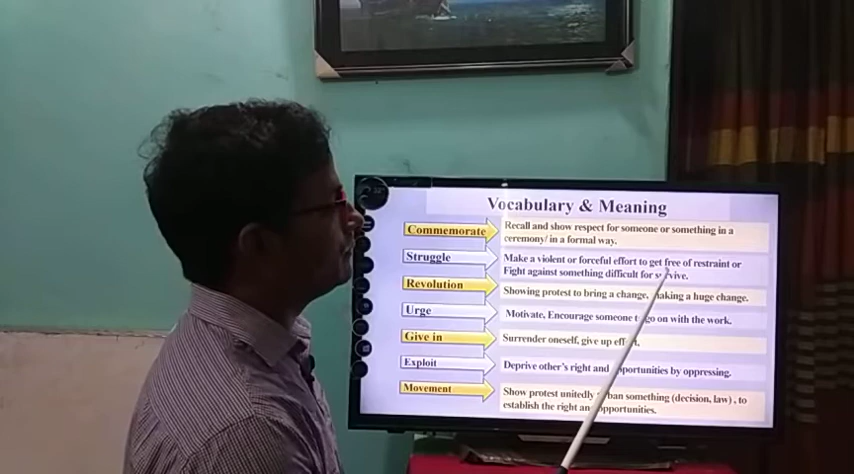 Vocabulary & Meaning
Commemorate
Recall and show respect for someone or something in a
ceremony/ in a formal way.
Struggle
Make a violent or forceful effort to get free of restraint or
Fight against something difficult for
Revolution
Showing protest to bring a change, making a huge change.
Urge
Motivate, Encourage someone go on with the work.
Give in
Surrender oneself, give up
Exploit
Deprive other's right and opportunities by oppressing.
Movement
Show protest unitedly ban something (decision, law), to
establish the right and opportunities.